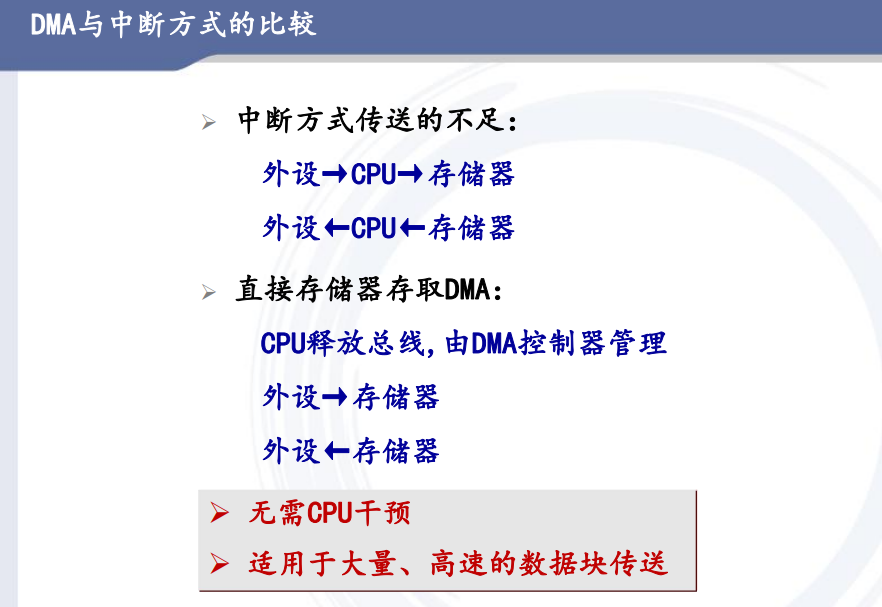 DMA与中断方式的比较
➢ 中断方式传送的不足：
外设→CPU→存储器
外设←CPU←存储器
➢ 直接存储器存取DMA：
CPU释放总线,由DMA控制器管理
外设→存储器
外设←存储器
➢ 无需CPU干预
➢ 适用于大量、高速的数据块传送